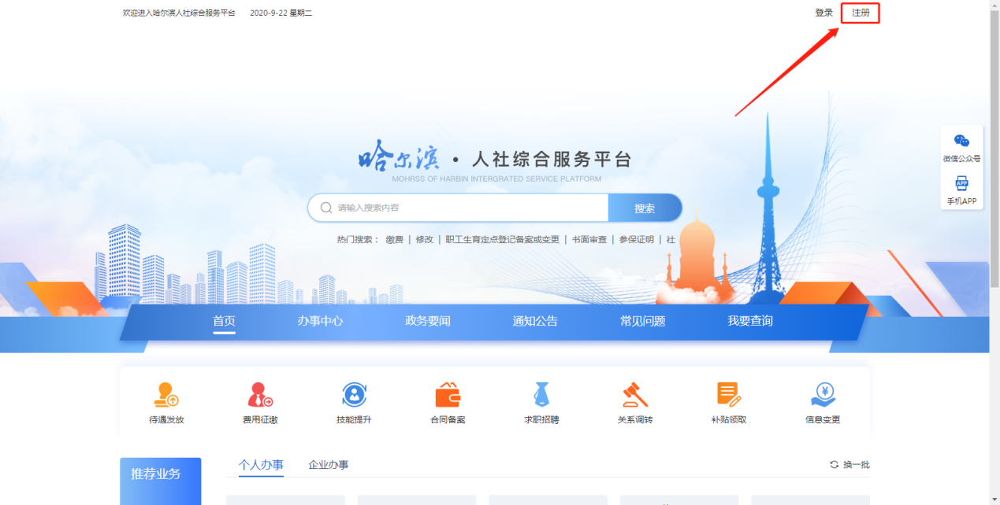 欢迎进入哈尔滨人社综合服务平台 2020-9-22 星期二
登录 注册
哈尔滨 · 人社综合服务平台
MOHRSS OF HARBIN INTERGRATED SERVICE PLATFORM
请输入搜索内容 搜索
热门搜索： 缴费 | 修改 | 职工生育定点登记备案或变更 | 书面审查 | 参保证明 | 社
微信公众号
APP
手机APP
首页 办事中心 政务要闻 通知公告 常见问题 我要查询
待遇发放 费用征缴 技能提升 合同备案 求职招聘 关系调转 补贴领取 信息变更
推荐业务
个人办事 企业办事 换一批